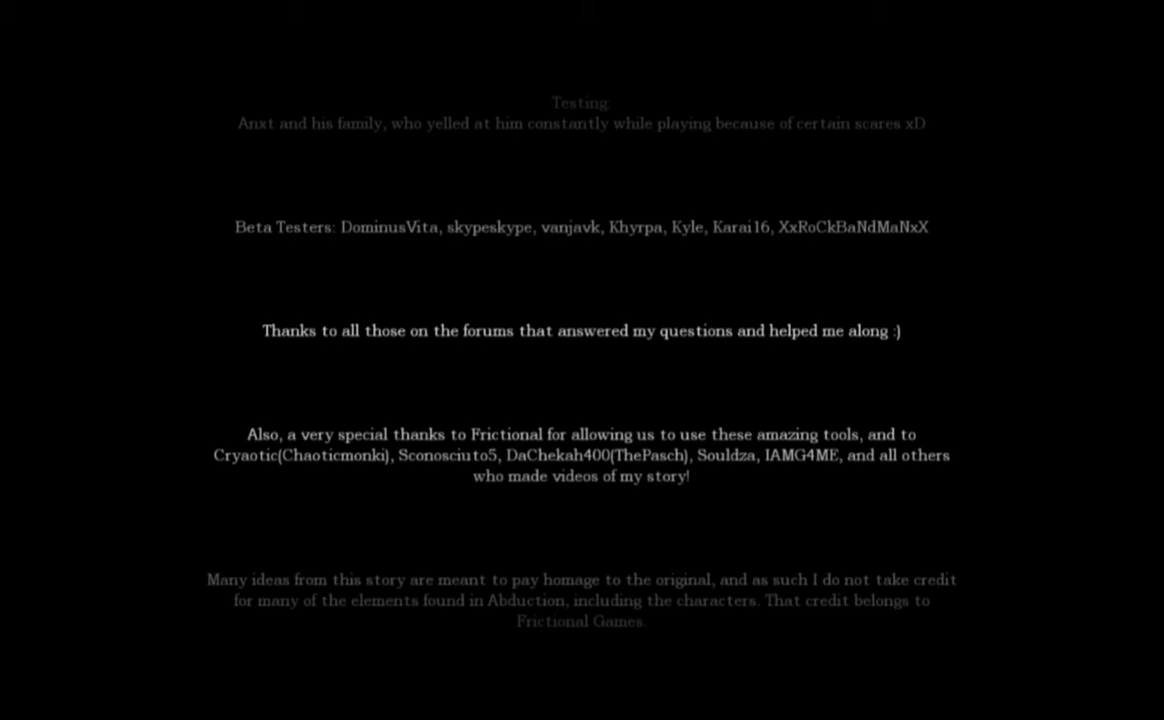 Testing:
Anxt and his family, who yelled at him constantly while playing because of certain scares xD
Beta Testers: DominusVita, skypeskype, vanjavk, Khyrpa, Kyle, Karai16, XxRoCkBaNdMaNxX
Thanks to all those on the forums that answered my questions and helped me along :)
Also, a very special thanks to Frictional for allowing us to use these amazing tools, and to
Cryaotic(Chaoticmonki), Sconosciuto5, DaChekah400(ThePasch), Souldza, IAMG4ME, and all others
who made videos of my story!
Many ideas from this story are meant to pay homage to the original, and as such I do not take credit
for many of the elements found in Abduction, including the characters. That credit belongs to
Frictional Games.